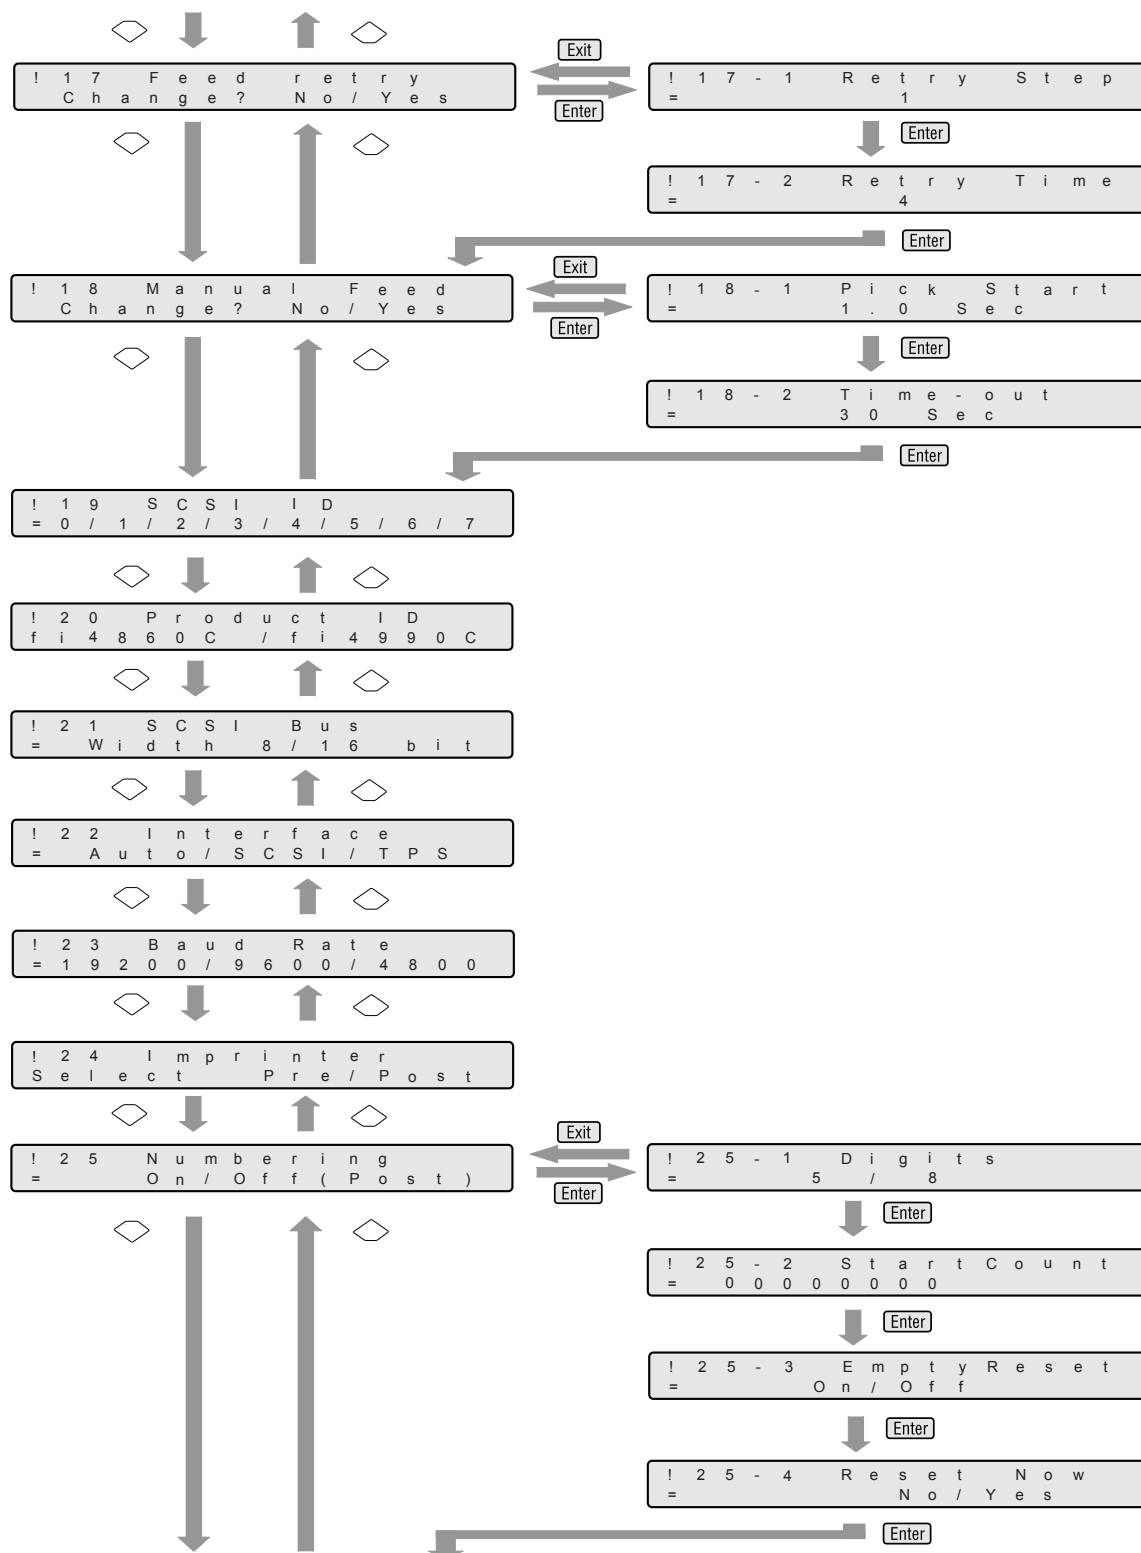 Exit
! 17 Feed retry
Change? No/Yes
Enter
! 17-1 Retry Step
= 1
Enter
! 17-2 Retry Time
= 4
Enter
Exit
! 18 Manual Feed
Change? No/Yes
Enter
! 18-1 Pick Start
= 1.0 Sec
Enter
! 18-2 Time-out
= 30 Sec
Enter
! 19 SCSI ID
=0/1/2/3/4/5/6/7
! 20 Product ID
fi4860C /fi4990C
! 21 SCSI Bus
= Width 8/16 bit
! 22 Interface
= Auto/SCSI/TPS
! 23 Baud Rate
=19200/9600/4800
! 24 Imprinter
Select Pre/Post
Exit
! 25 Numbering
= On/Off(Post)
Enter
! 25-1 Digits
= 5 / 8
Enter
! 25-2 StartCount
= 00000000
Enter
! 25-3 EmptyReset
= On/Off
Enter
! 25-4 Reset Now
= No/Yes
Enter